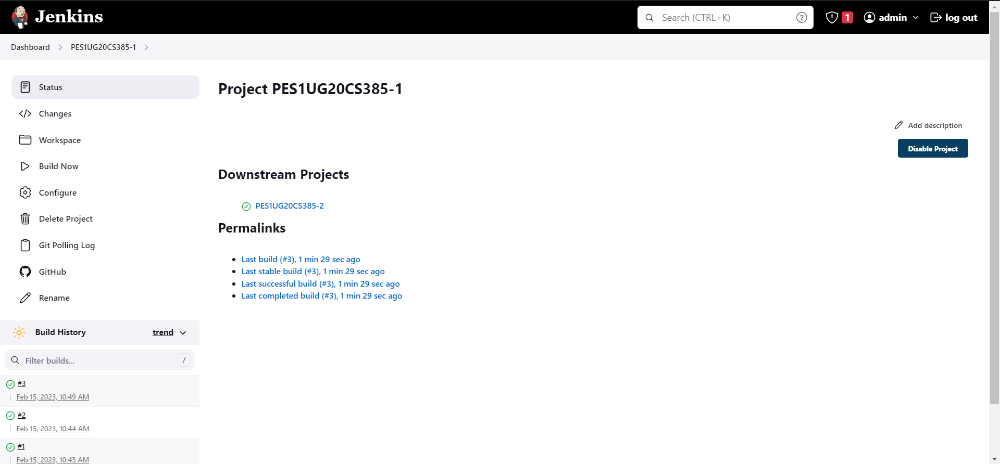 Jenkins
Search (CTRL+K)
?
1
admin
log out
Dashboard
PES1UG20CS385-1
Status
Changes
Workspace
Build Now
Configure
Delete Project
Git Polling Log
GitHub
Rename
Build History
trend
Filter builds...
/
#3
Feb 15, 2023, 10:49 AM
#2
Feb 15, 2023, 10:44 AM
#1
Feb 15, 2023, 10:43 AM
Project PES1UG20CS385-1
Add description
Disable Project
Downstream Projects
PES1UG20CS385-2
Permalinks
Last build (#3), 1 min 29 sec ago
Last stable build (#3), 1 min 29 sec ago
Last successful build (#3), 1 min 29 sec ago
Last completed build (#3), 1 min 29 sec ago